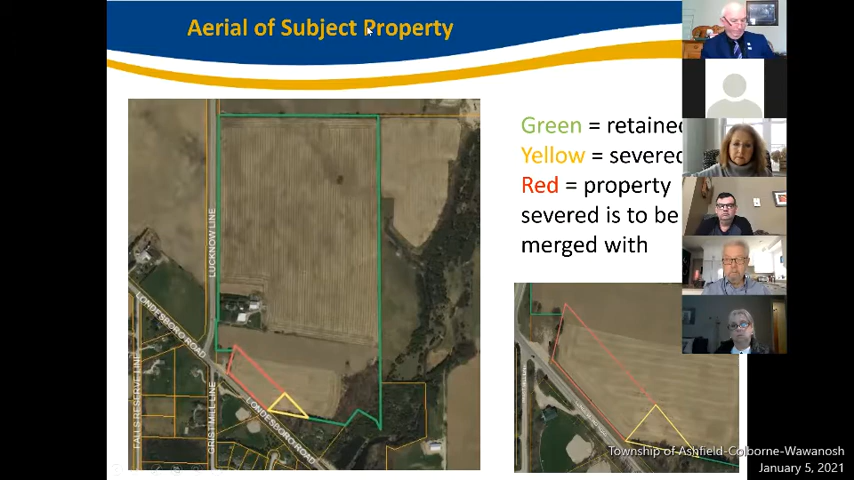 Aerial of Subject Property
Green = retained
Yellow = severed
Red = property
severed is to be
merged with
LUCKNOW LINE
LONDESBORO ROAD
FALLS RESERVE LINE
GRISTMILL LINE
LONDESBORO ROAD
Township of Ashfield-Colborne-Wawanosh
January 5, 2021